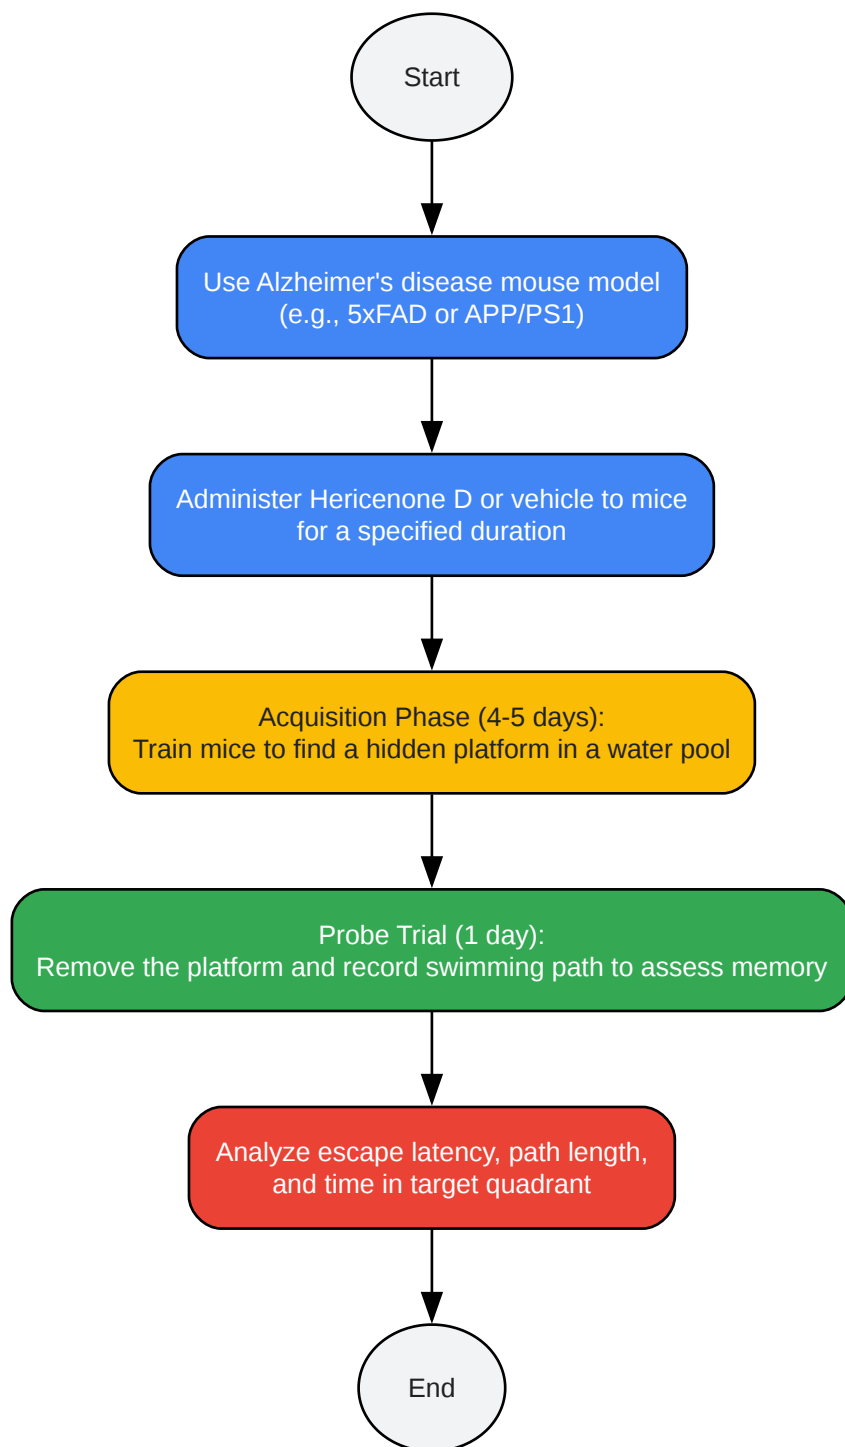 Start
Use Alzheimer's disease mouse model
(e.g., 5xFAD or APP/PS1)
Administer Hericenone D or vehicle to mice
for a specified duration
Acquisition Phase (4-5 days):
Train mice to find a hidden platform in a water pool
Probe Trial (1 day):
Remove the platform and record swimming path to assess memory
Analyze escape latency, path length,
and time in target quadrant
End